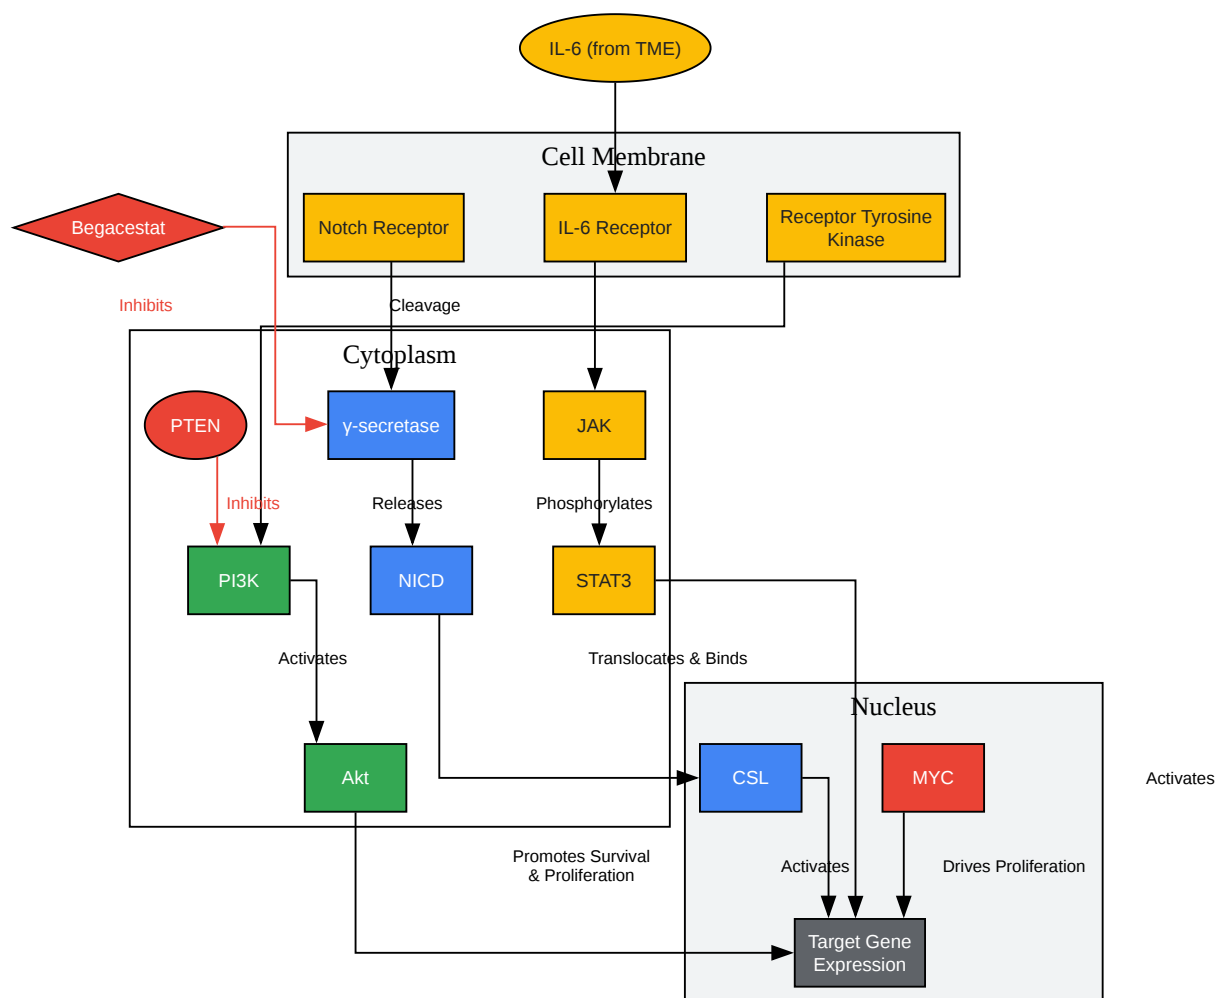 IL-6 (from TME)
Cell Membrane
Notch Receptor
IL-6 Receptor
Receptor Tyrosine
Kinase
Begacestat
Inhibits
Cleavage
Cytoplasm
PTEN
γ-secretase
JAK
Inhibits
Releases
Phosphorylates
PI3K
NICD
STAT3
Activates
Translocates & Binds
Nucleus
Akt
CSL
MYC
Activates
Promotes Survival
& Proliferation
Activates
Drives Proliferation
Target Gene
Expression